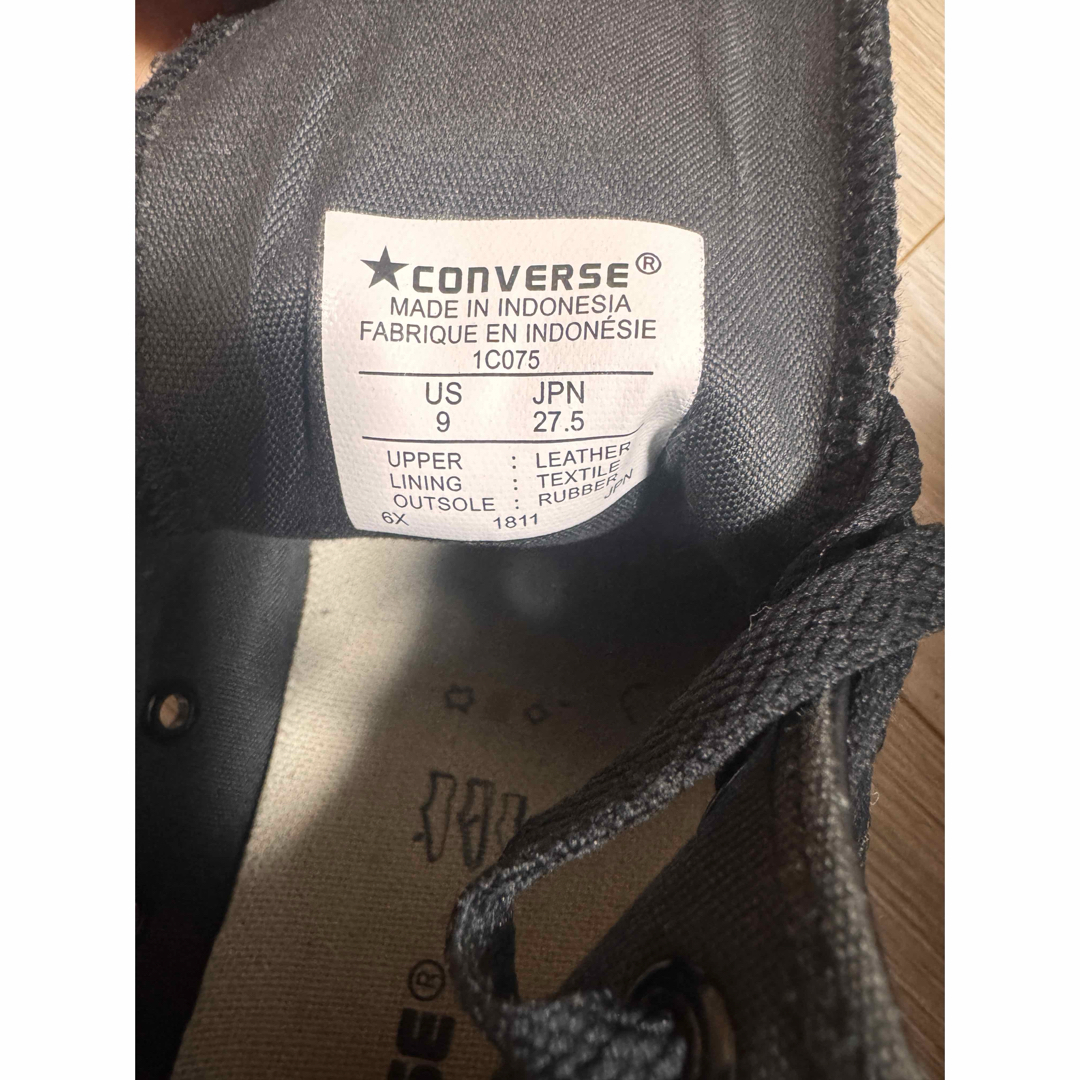 ★CONVERSE®
MADE IN INDONESIA
FABRIQUE EN INDONÉSIE
1C075
US JPN
9 27.5
UPPER : LEATHER
LINING : TEXTILE
OUTSOLE : RUBBER
JPN
6X 1811
SE®